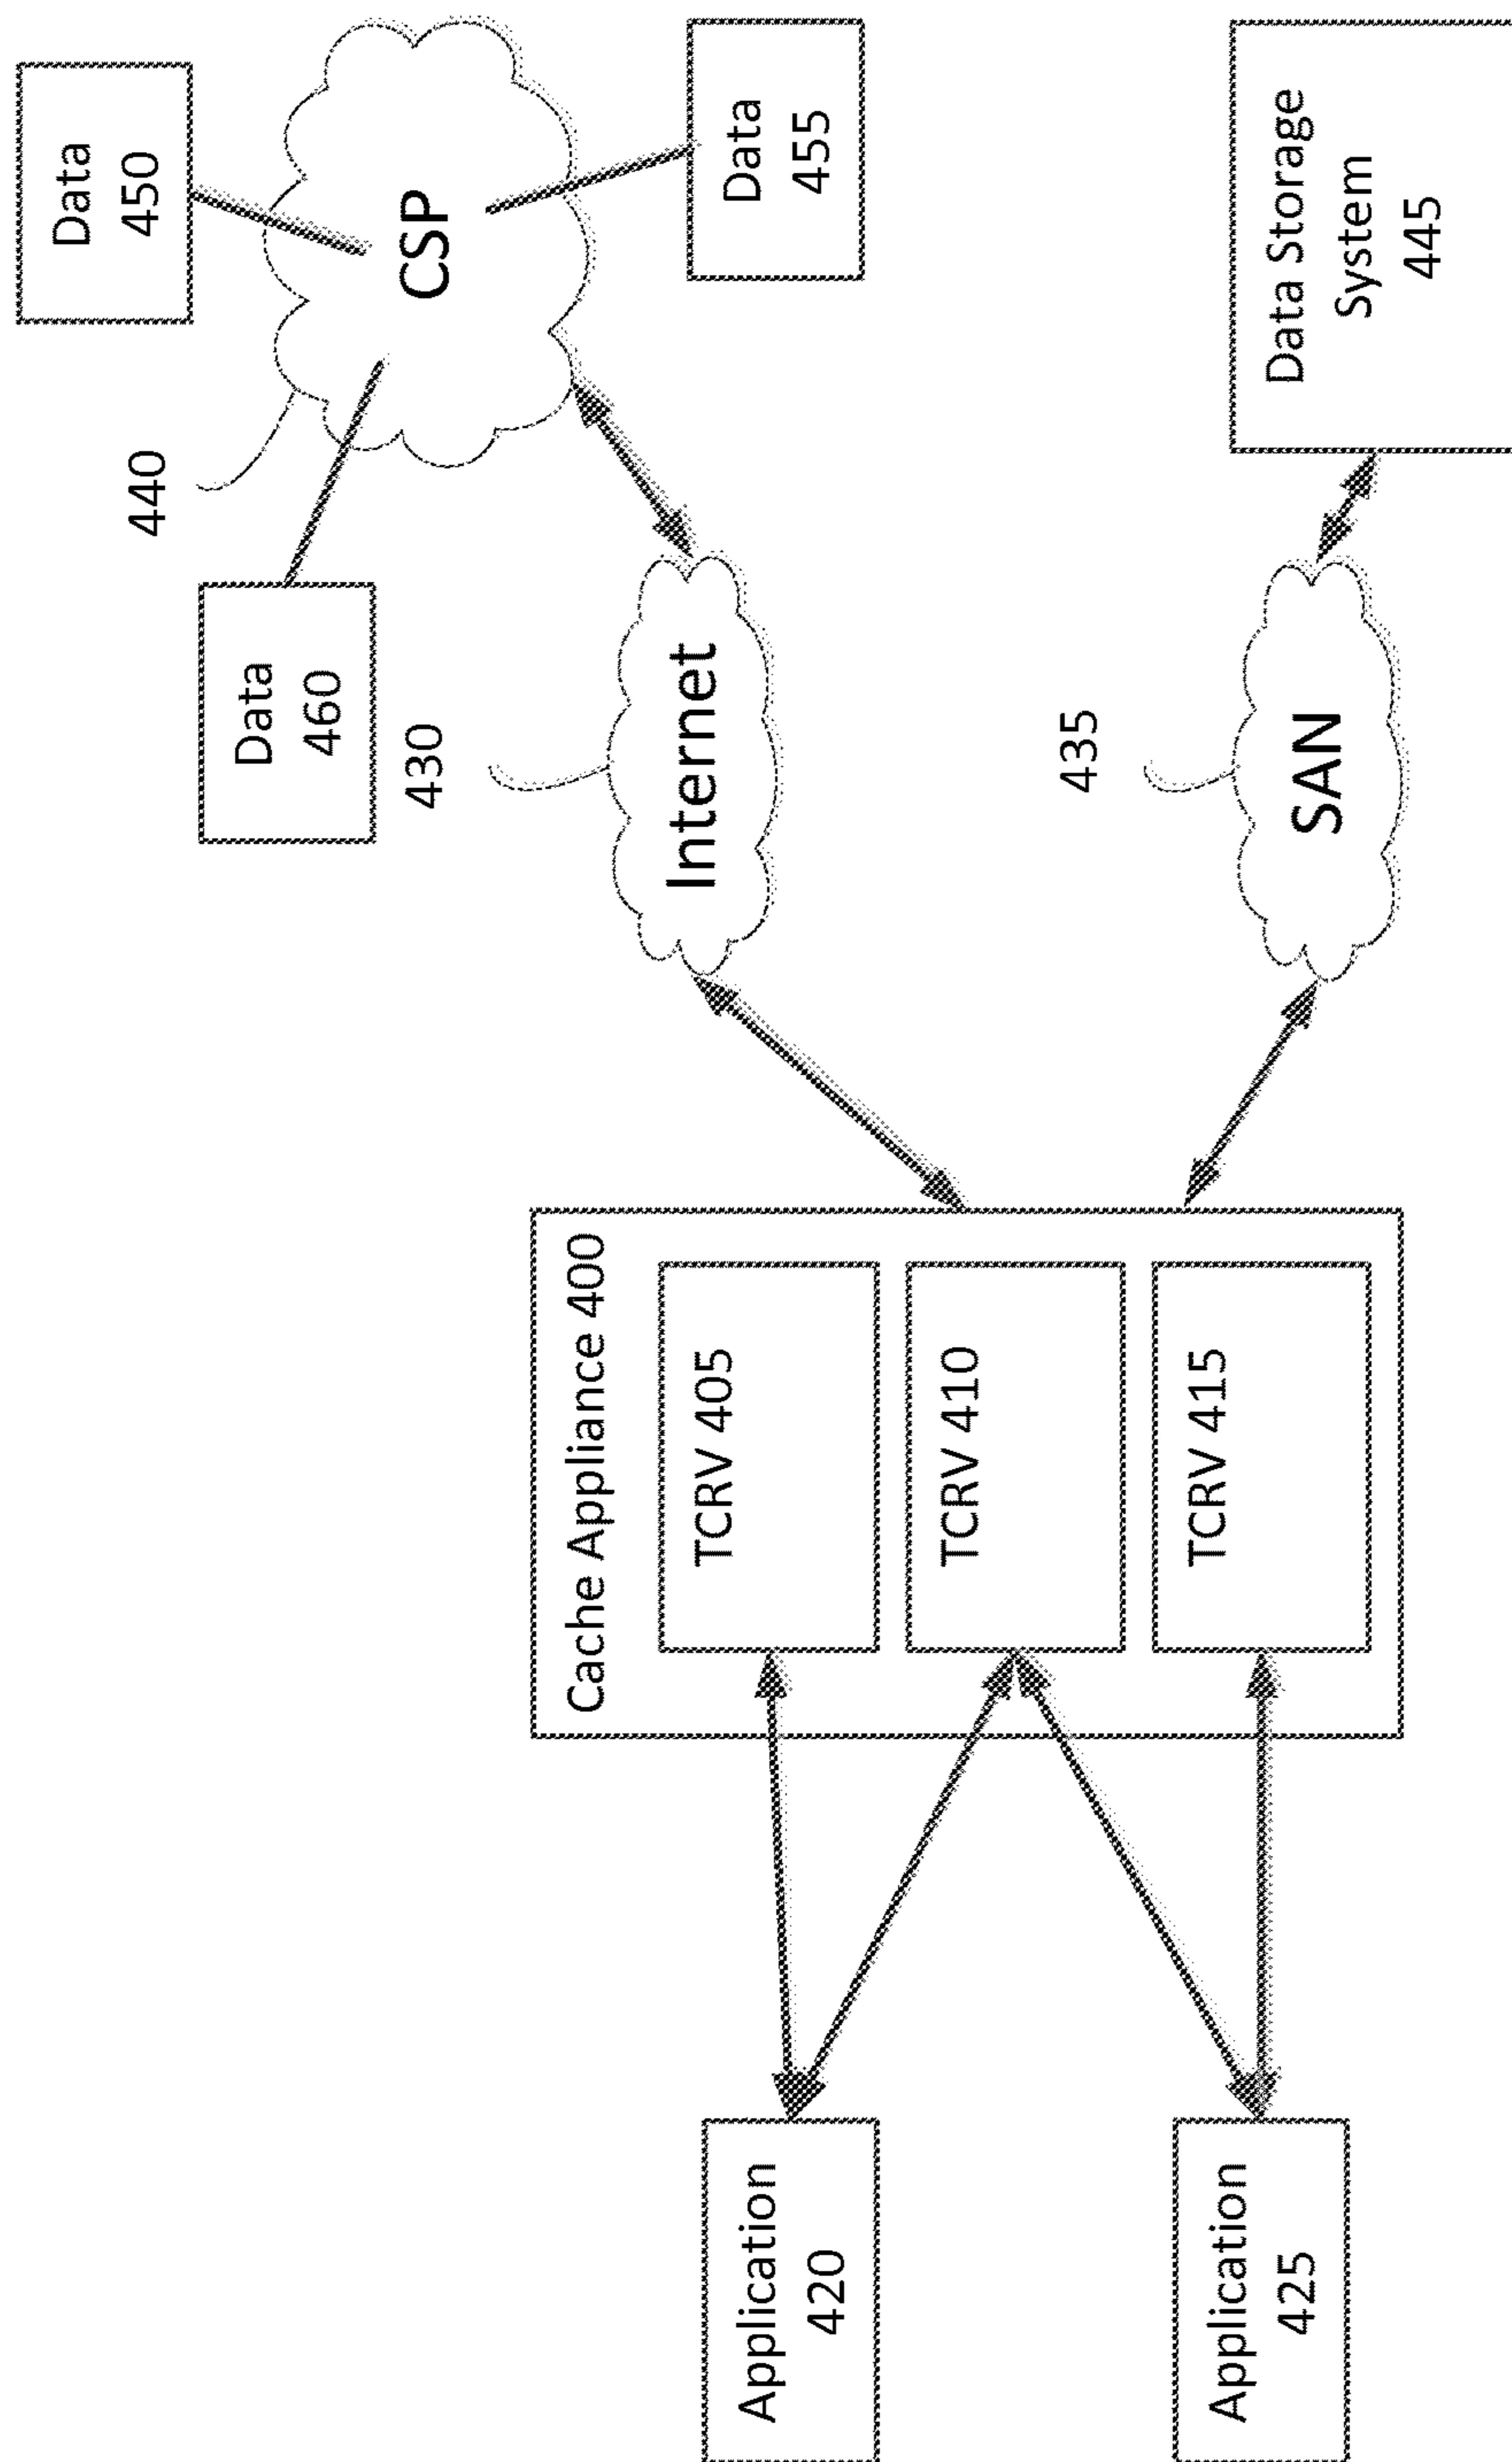 Application
420
Application
425
Cache Appliance 400
TCRV 405
TCRV 410
TCRV 415
430
Internet
435
SAN
440
CSP
Data
460
Data
450
Data
455
Data Storage
System
445